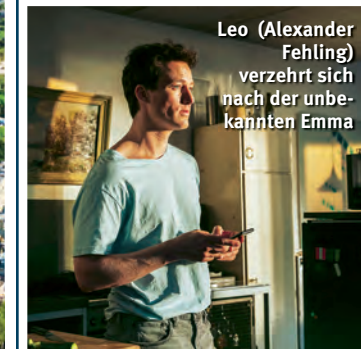 Leo (Alexander
Fehling)
verzehrt sich
nach der unbe-
kannten Emma